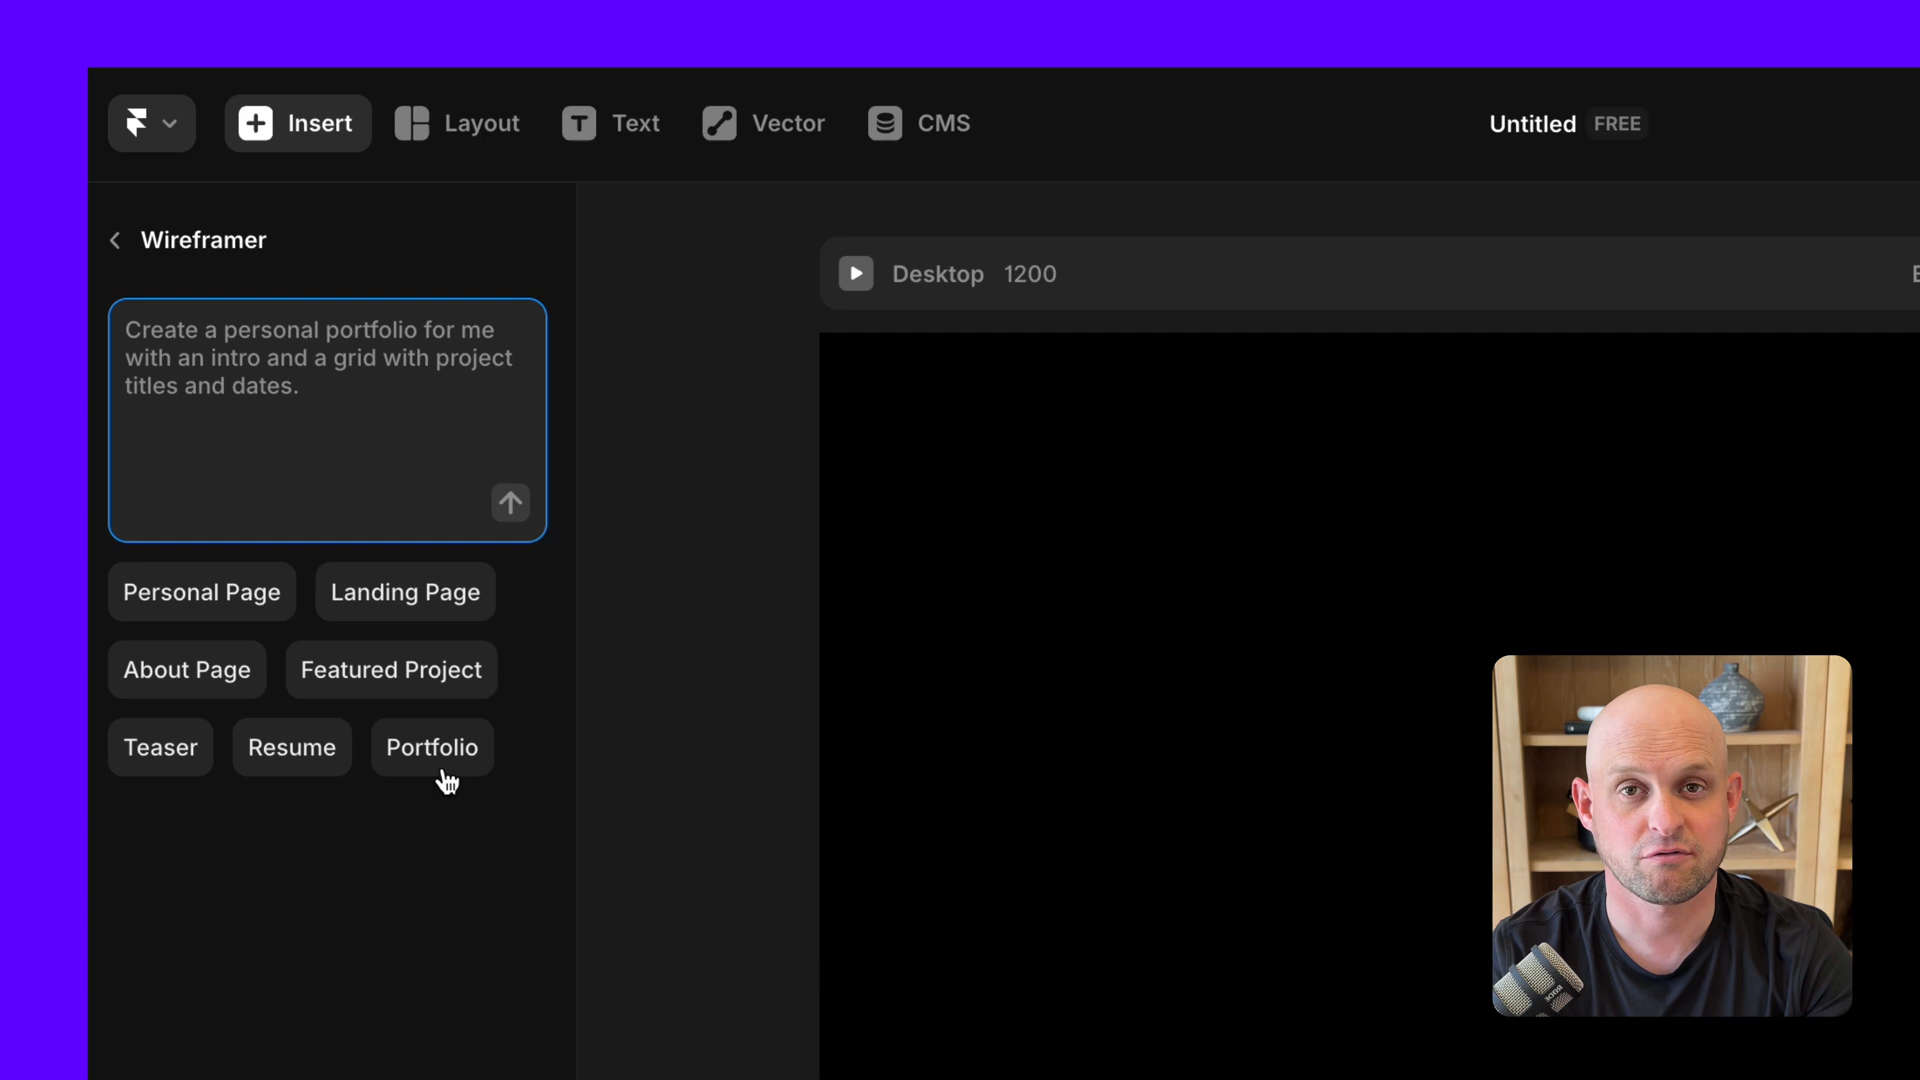 Insert
Layout
Text
Vector
CMS
Untitled FREE
Wireframer
Desktop 1200
Create a personal portfolio for me
with an intro and a grid with project
titles and dates.
Personal Page
Landing Page
About Page
Featured Project
Teaser
Resume
Portfolio
RODE